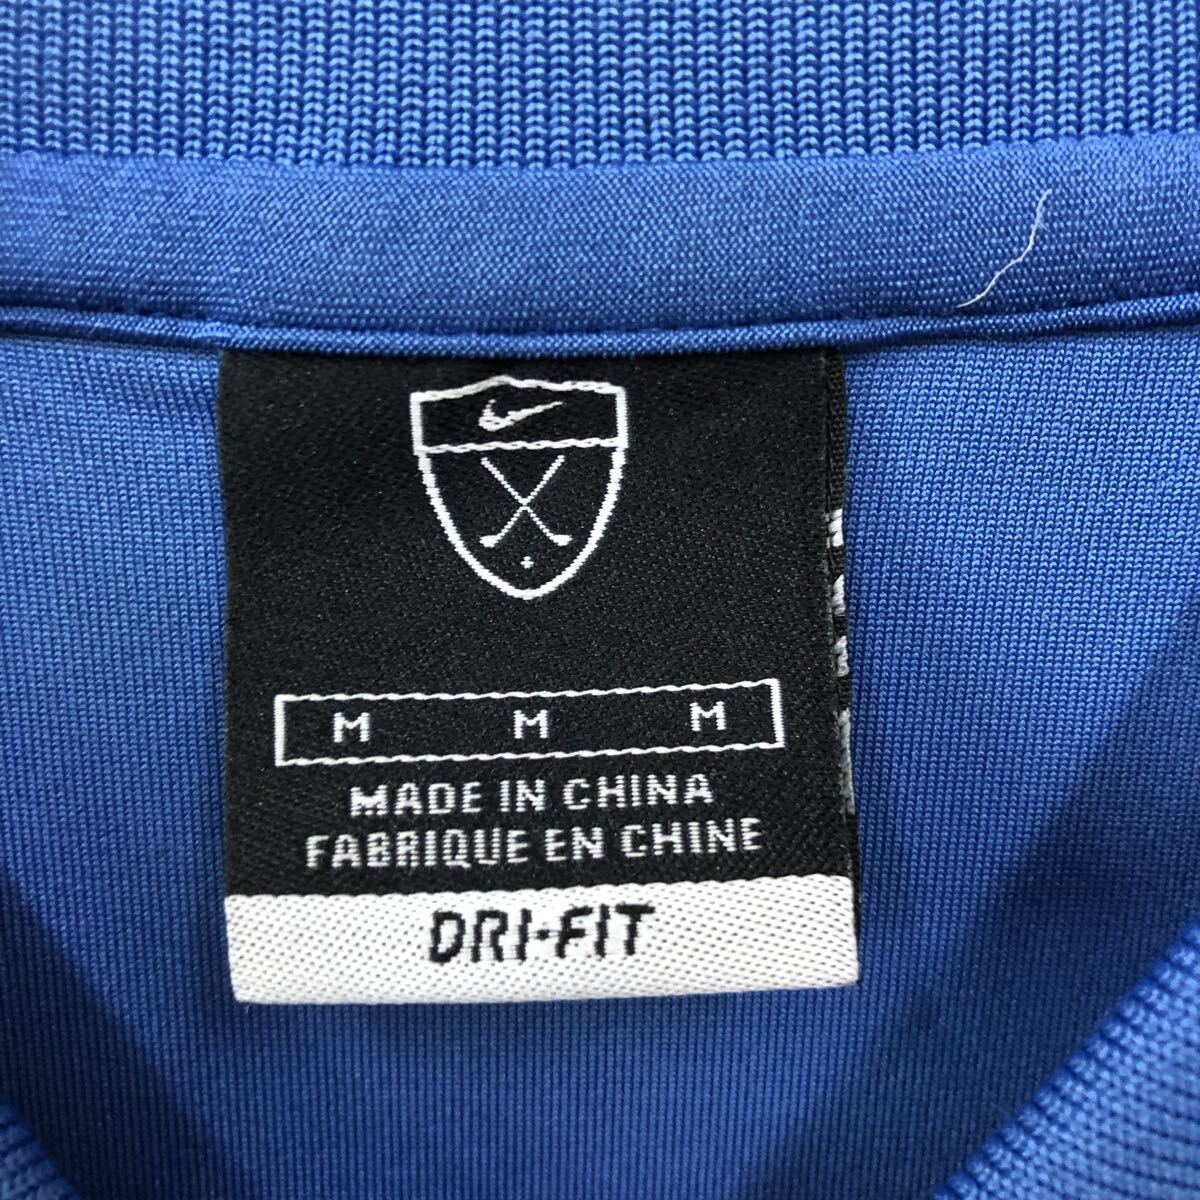 M M M
MADE IN CHINA
FABRIQUE EN CHINE
DRI-FIT